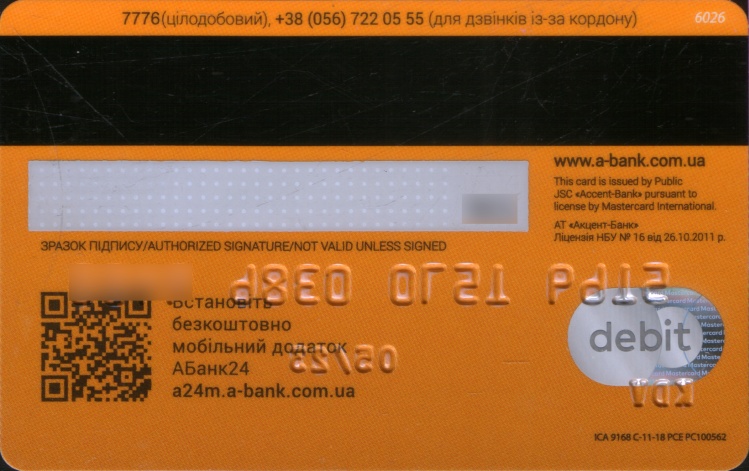 7776 (цілодобовий), +38 (056) 722 05 55 (для дзвінків із-за кордону)
6026
www.a-bank.com.ua
This card is issued by Public
JSC «Accent-Bank» pursuant to
license by Mastercard International.
АТ «Акцент-Банк»
Ліцензія НБУ № 16 від 26.10.2011 р.
ЗРАЗОК ПІДПИСУ/AUTHORIZED SIGNATURE/NOT VALID UNLESS SIGNED
Встановіть
безкоштовно
мобільний додаток
АБанк24
a24m.a-bank.com.ua
debit
ICA 9168 C-11-18 PCE PC100562